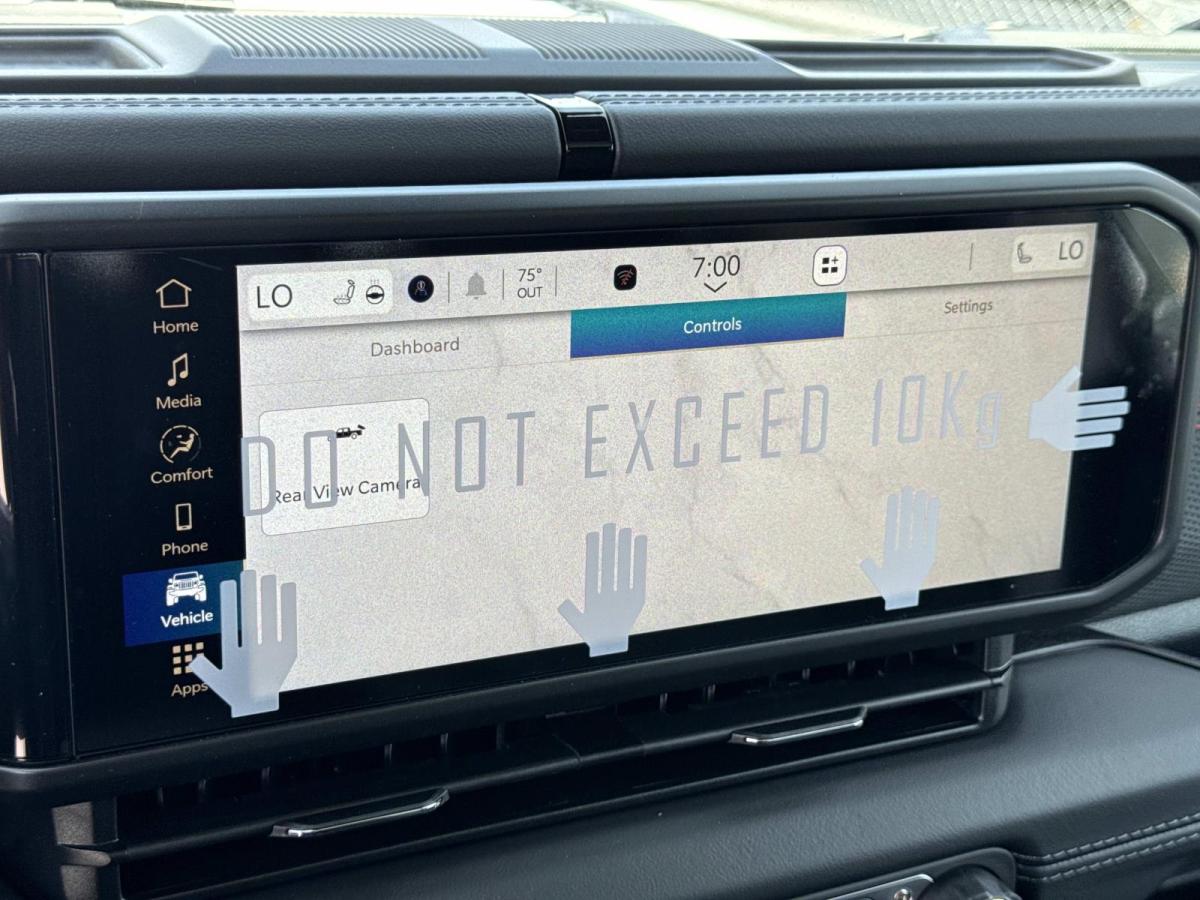 Home
Media
Comfort
Phone
Vehicle
Apps
LO
75°
OUT
7:00
LO
Dashboard
Controls
Settings
Rear View Camera
DO NOT EXCEED 10Kg